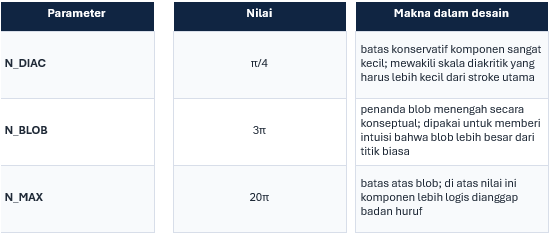 Parameter Nilai Makna dalam desain
batas konservatif komponen sangat
N_DIAC π/4 kecil; mewakili skala diakritik yang
harus lebih kecil dari stroke utama
penanda blob menengah secara
N_BLOB 3π konseptual; dipakai untuk memberi
intuisi bahwa blob lebih besar dari
titik biasa
batas atas blob; di atas nilai ini
N_MAX 20π komponen lebih logis dianggap
badan huruf